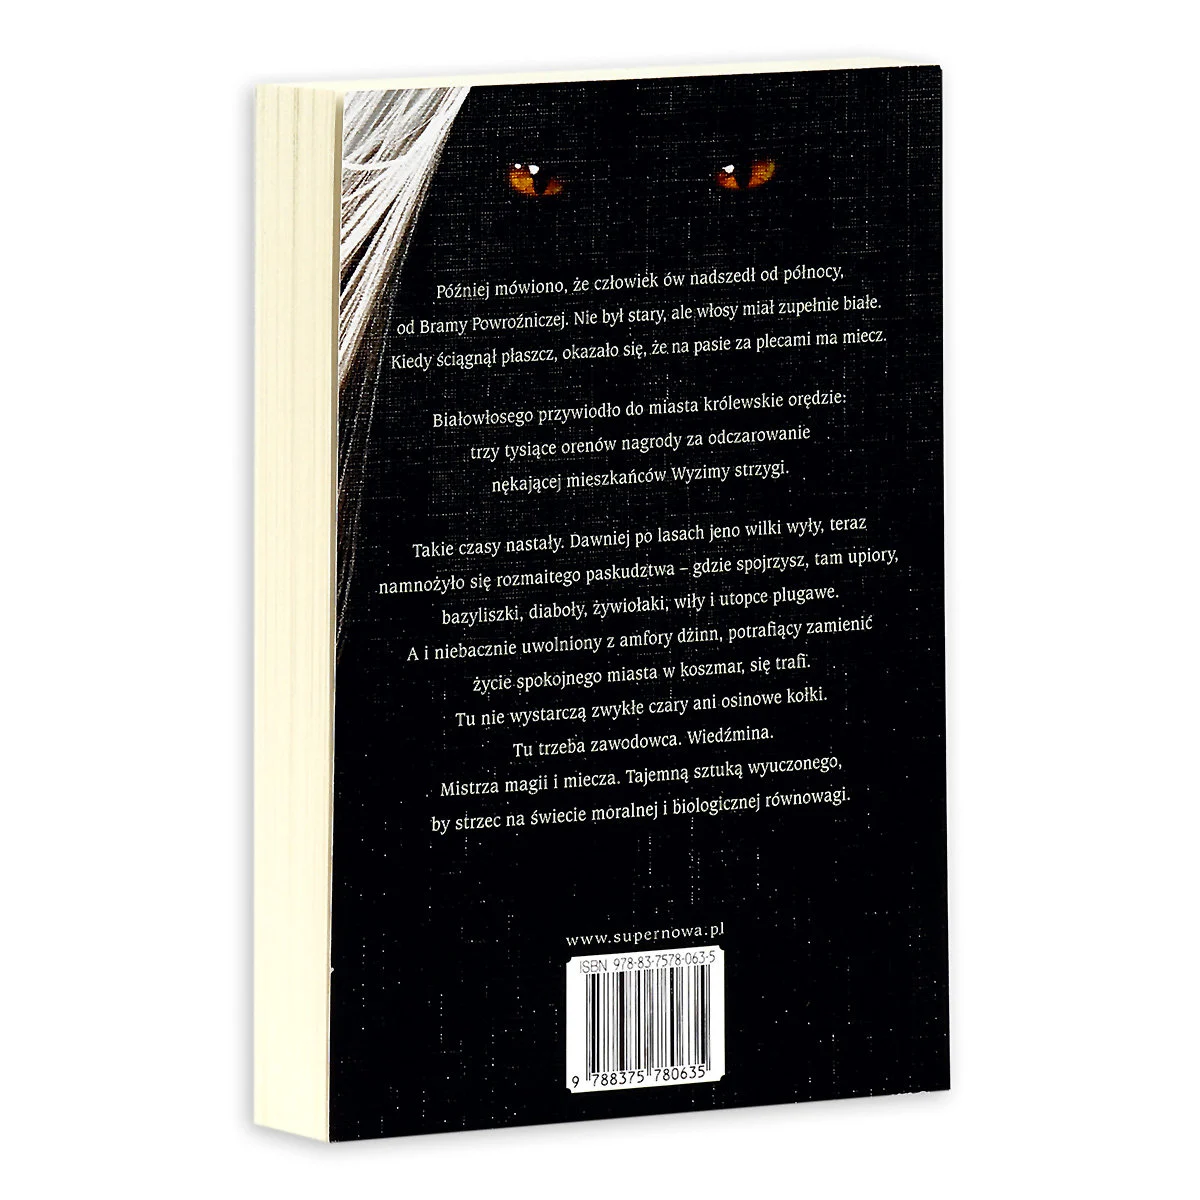 Później mówiono, że człowiek ów nadszedł od północy,
od Bramy Powroźniczej. Nie był stary, ale włosy miał zupełnie białe.
Kiedy ściągnął płaszcz, okazało się, że na pasie za plecami ma miecz.
Białowłosego przywiodło do miasta królewskie orędzie:
trzy tysiące orenów nagrody za odczarowanie
nękającej mieszkańców Wyzimy strzygi.
Takie czasy nastały. Dawniej po lasach jeno wilki wyły, teraz
namnożyło się rozmaitego paskudztwa – gdzie spojrzysz, tam upiory,
bazyliszki, diaboły, żywiołaki, wiły i utopce plugawe.
A i niebacznie uwolniony z amfory dżinn, potrafiący zamienić
życie spokojnego miasta w koszmar, się trafi.
Tu nie wystarczą zwykłe czary ani osinowe kołki.
Tu trzeba zawodowca. Wiedźmina.
Mistrza magii i miecza. Tajemną sztuką wyuczonego,
by strzec na świecie moralnej i biologicznej równowagi.
www.supernowa.pl
ISBN 978-83-7578-063-5
9 788375 780635